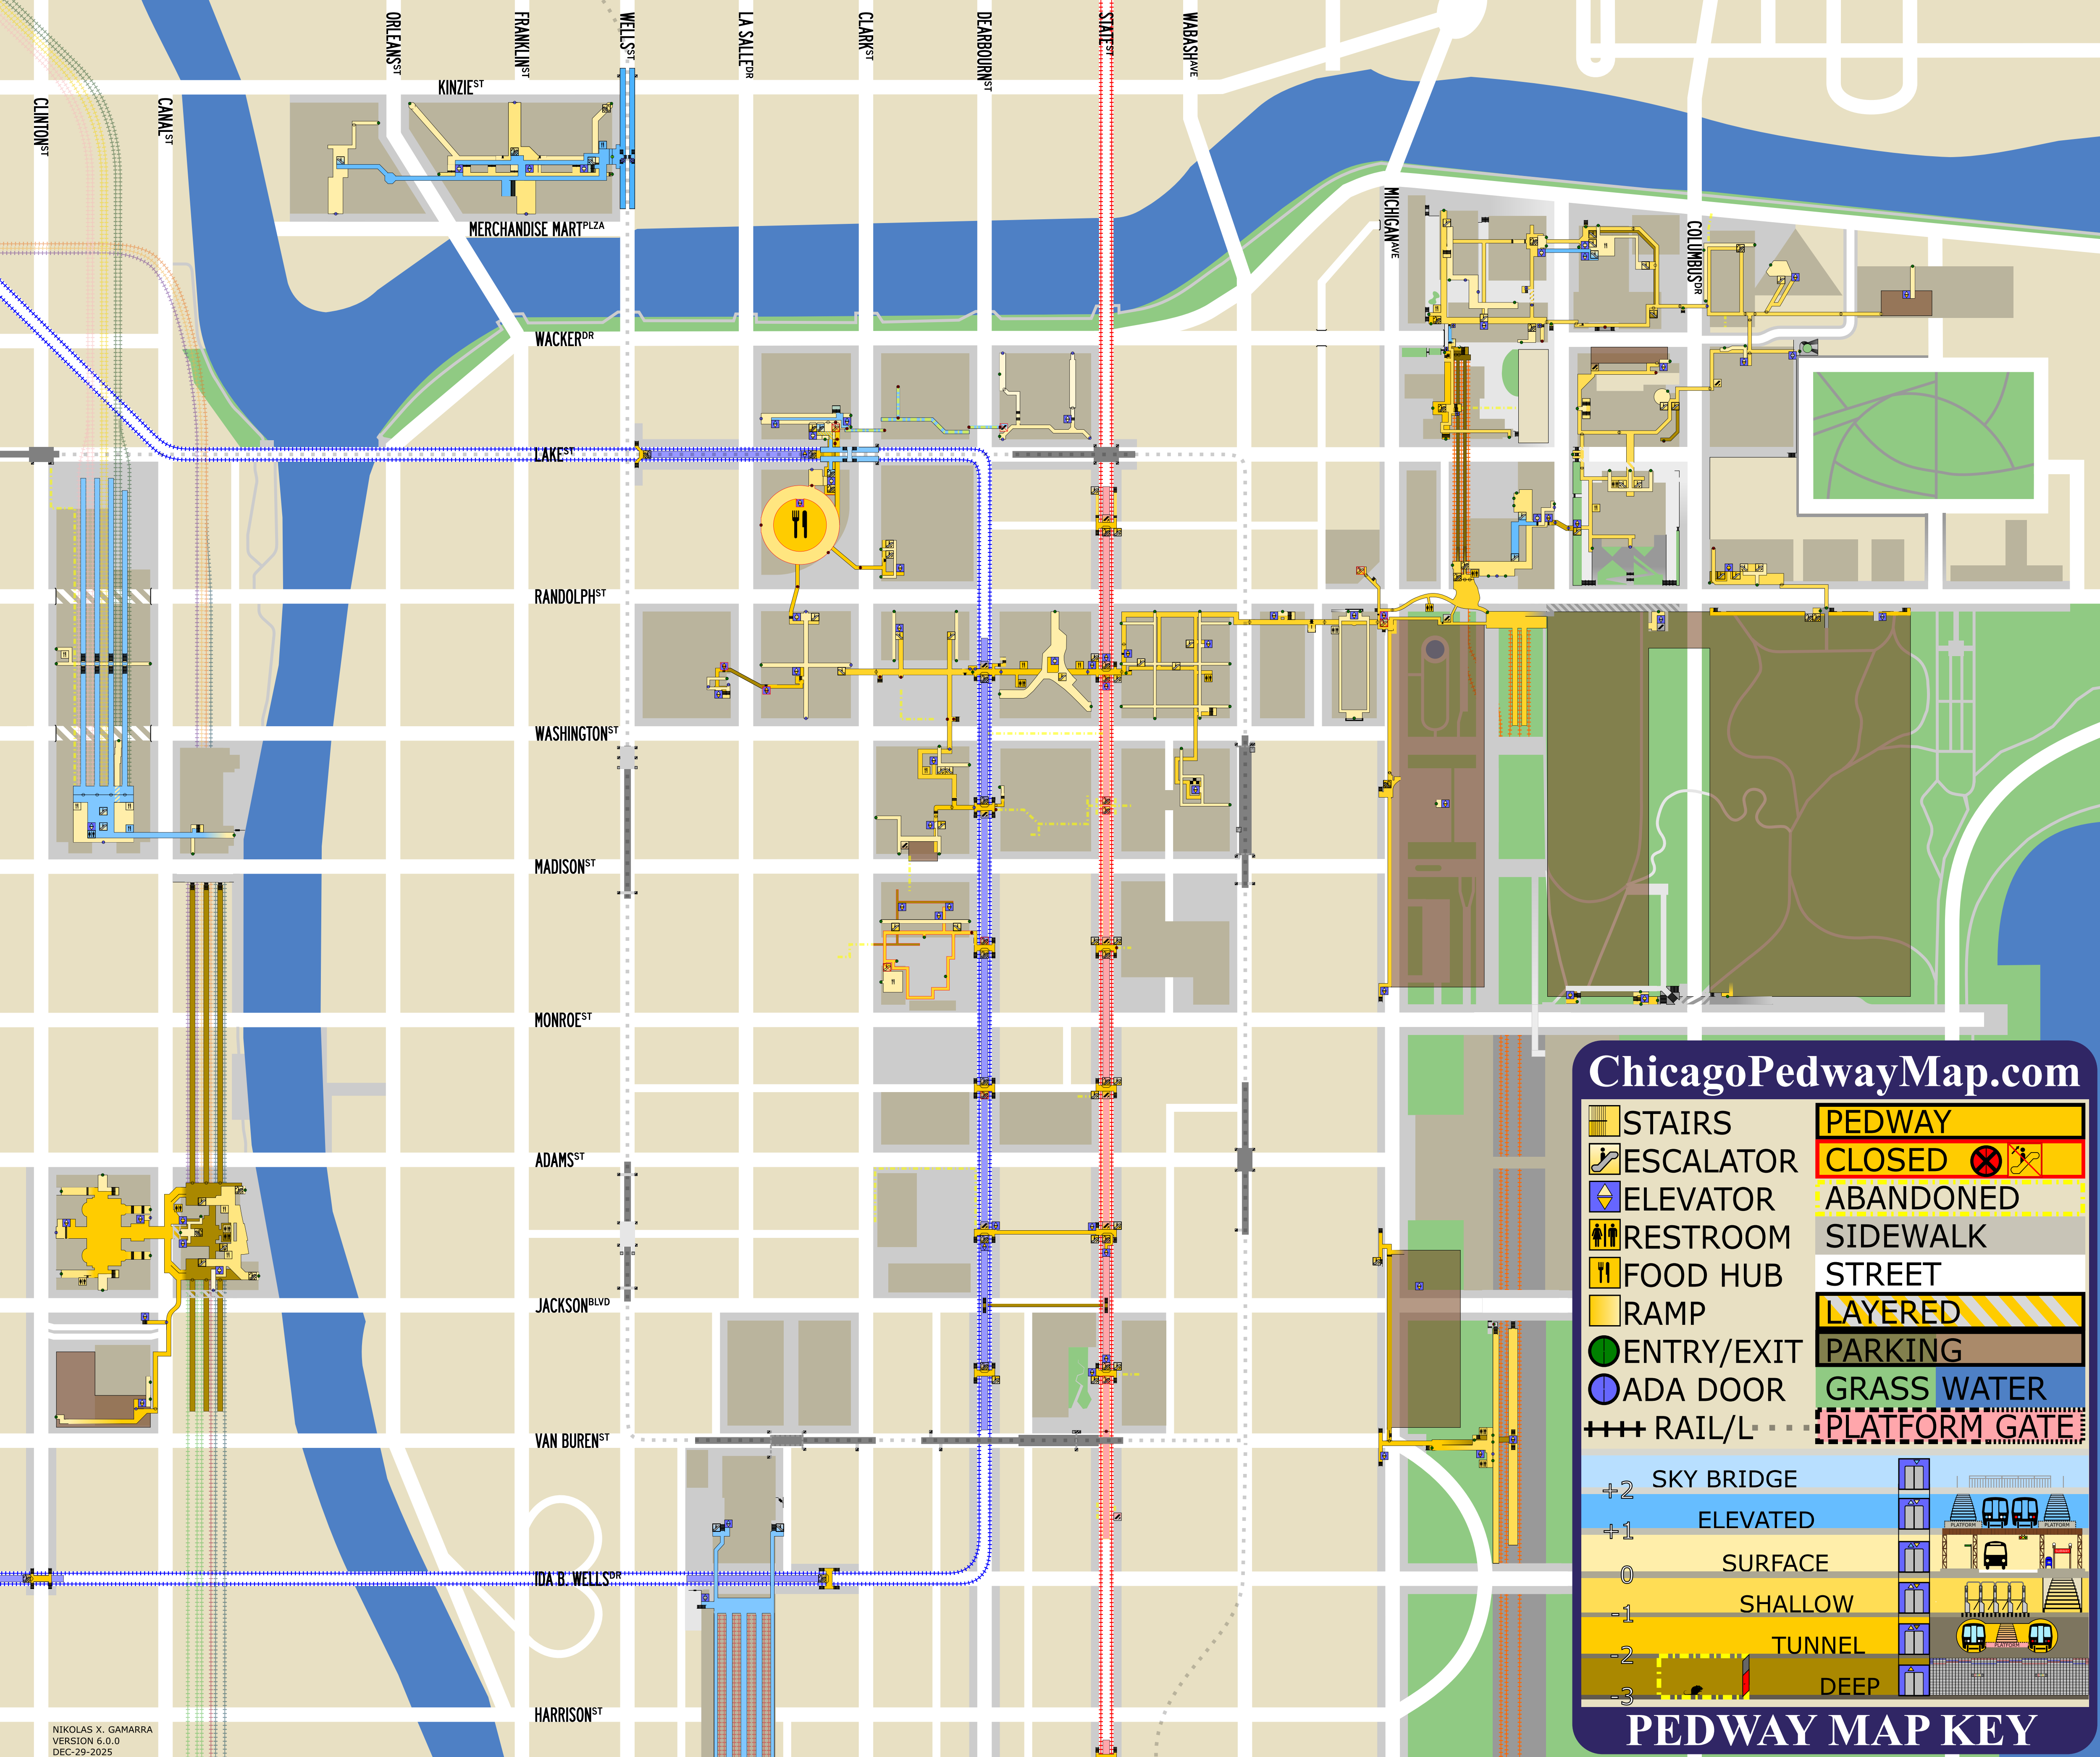 ORLEANS ST
FRANKLIN ST
WELLS ST
LA SALLE DR
CLARK ST
DEARBOURN ST
STATE ST
WABASH AVE
KINZIE ST
CLINTON ST
CANAL ST
MICHIGAN AVE
COLUMBUS DR
MERCHANDISE MART PLZA
WACKER DR
LAKE ST
RANDOLPH ST
WASHINGTON ST
MADISON ST
MONROE ST
ADAMS ST
JACKSON BLVD
VAN BUREN ST
IDA B. WELLS DR
HARRISON ST
ChicagoPedwayMap.com
STAIRS
PEDWAY
ESCALATOR
CLOSED
ELEVATOR
ABANDONED
RESTROOM
SIDEWALK
FOOD HUB
STREET
RAMP
LAYERED
ENTRY/EXIT
PARKING
ADA DOOR
GRASS WATER
RAIL/L
PLATFORM GATE
SKY BRIDGE
+2
ELEVATED
PLATFORM PLATFORM
+1
SURFACE
0
SHALLOW
-1
TUNNEL
PLATFORM
-2
DEEP
-3
PEDWAY MAP KEY
NIKOLAS X. GAMARRA
VERSION 6.0.0
DEC-29-2025